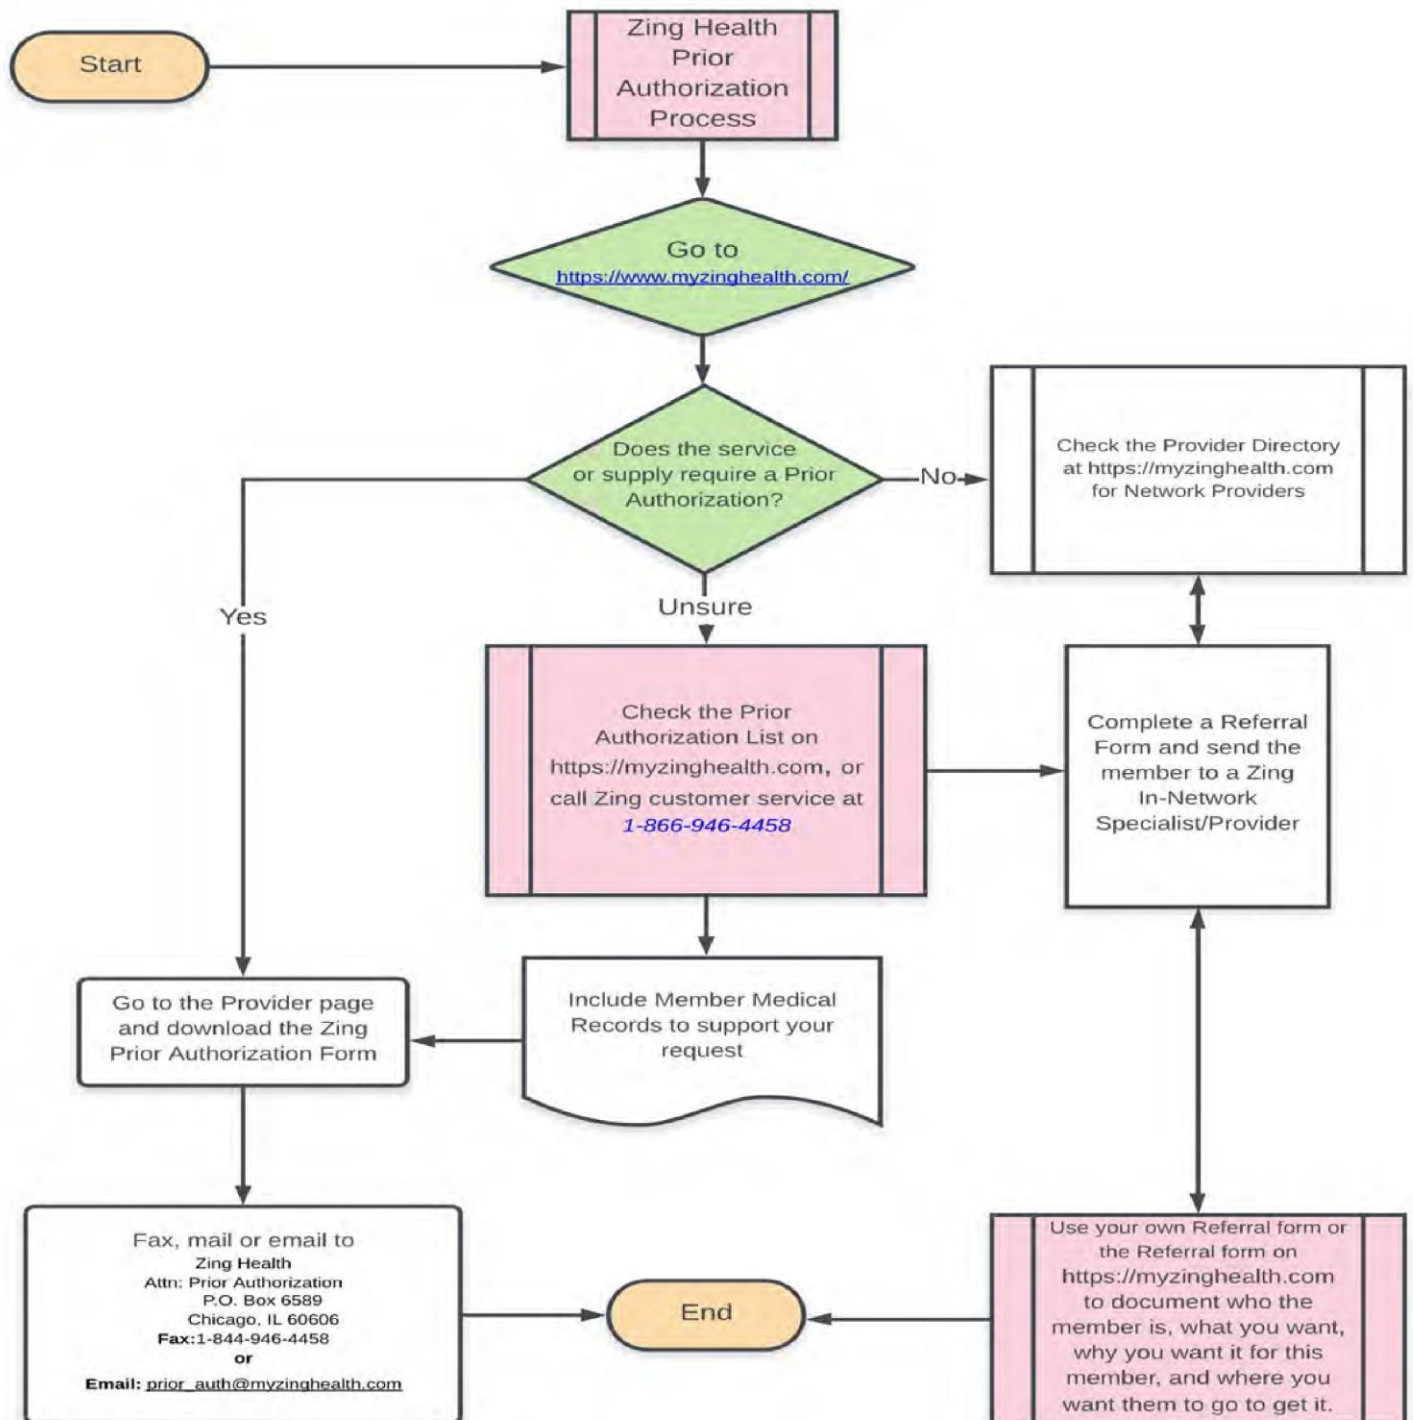 Start
Zing Health
Prior
Authorization
Process
Go to
https://www.myzinghealth.com/
Does the service
or supply require a Prior
Authorization?
No
Check the Provider Directory
at https://myzinghealth.com
for Network Providers
Yes
Unsure
Check the Prior
Authorization List on
https://myzinghealth.com, or
call Zing customer service at
1-866-946-4458
Complete a Referral
Form and send the
member to a Zing
In-Network
Specialist/Provider
Go to the Provider page
and download the Zing
Prior Authorization Form
Include Member Medical
Records to support your
request
Fax, mail or email to
Zing Health
Attn: Prior Authorization
P.O. Box 6589
Chicago, IL 60606
Fax:1-844-946-4458
or
Email: prior_auth@myzinghealth.com
End
Use your own Referral form or
the Referral form on
https://myzinghealth.com
to document who the
member is, what you want,
why you want it for this
member, and where you
want them to go to get it.